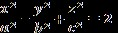 x²/a² - y²/b² + z²/c² = 2